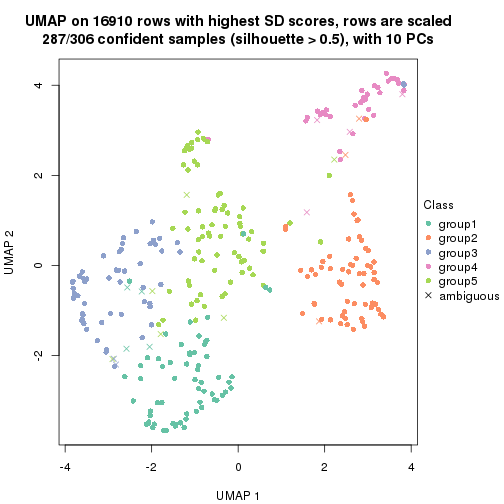 UMAP on 16910 rows with highest SD scores, rows are scaled
287/306 confident samples (silhouette > 0.5), with 10 PCs
UMAP 2
4
2
0
-2
-4
-2
0
2
4
UMAP 1
Class
group1
group2
group3
group4
group5
ambiguous